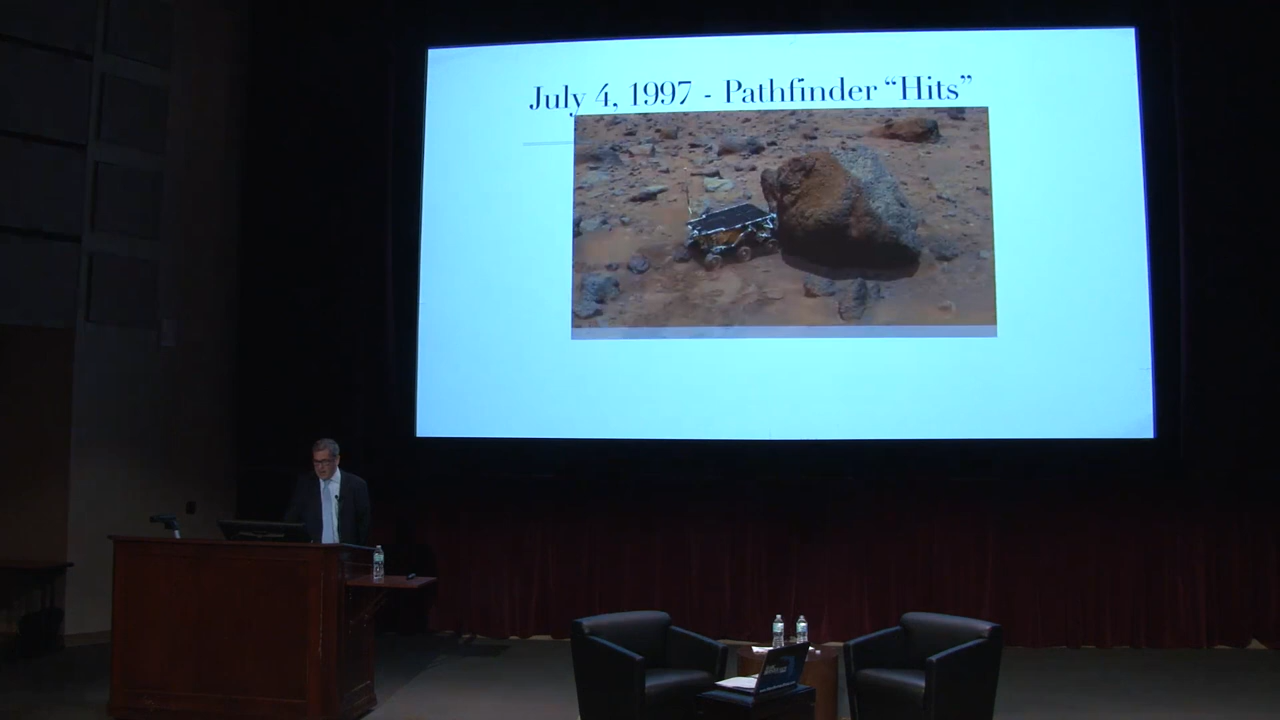 July 4, 1997 - Pathfinder “Hits”